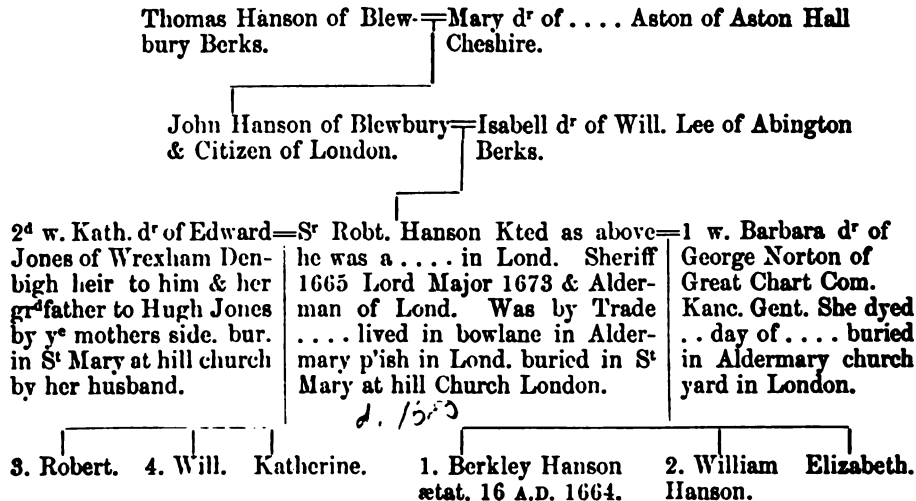 Thomas Hanson of Blew-
bury Berks.
Mary dʳ of . . . . Aston of Aston Hall
Cheshire.
John Hanson of Blewbury
& Citizen of London.
Isabell dʳ of Will. Lee of Abington
Berks.
2ᵈ w. Kath. dʳ of Edward
Jones of Wrexham Den-
bigh heir to him & her
grᵈfather to Hugh Jones
by yᵉ mothers side. bur.
in Sᵗ Mary at hill church
by her husband.
Sʳ Robt. Hanson Kted as above
he was a . . . . in Lond. Sheriff
1665 Lord Major 1673 & Alder-
man of Lond. Was by Trade
. . . . lived in bowlane in Alder-
mary p'ish in Lond. buried in Sᵗ
Mary at hill Church London.
d.
1 w. Barbara dʳ of
George Norton of
Great Chart Com.
Kanc. Gent. She dyed
. . day of . . . . buried
in Aldermary church
yard in London.
3. Robert. 4. Will. Katherine.
1. Berkley Hanson
ætat. 16 A.D. 1664.
2. William
Hanson.
Elizabeth.